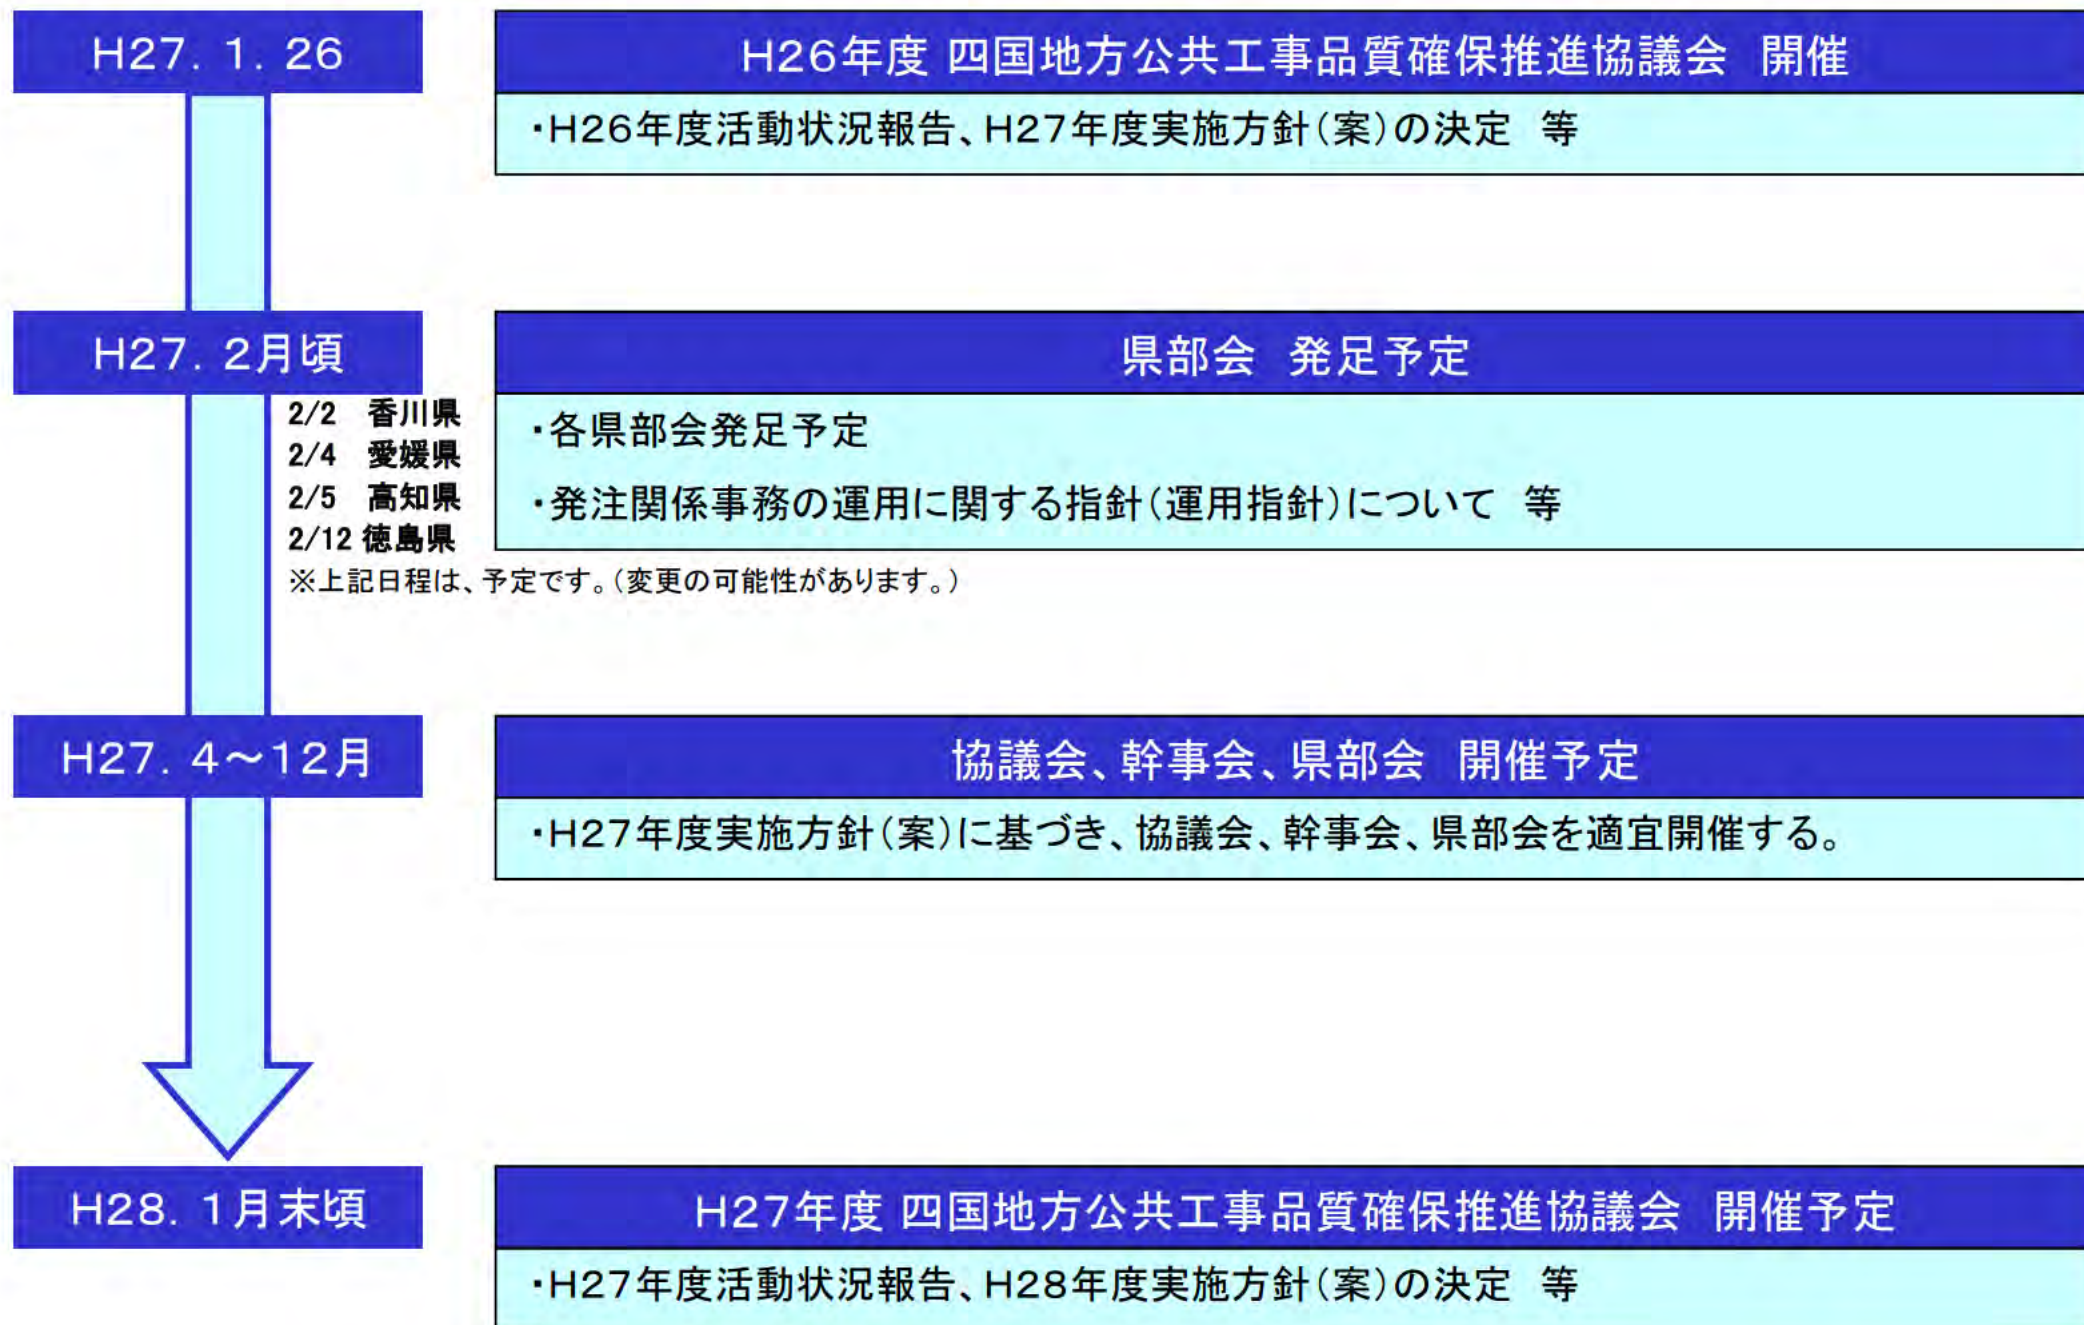 H27. 1. 26
H26年度 四国地方公共工事品質確保推進協議会 開催
・H26年度活動状況報告、H27年度実施方針(案)の決定 等
H27. 2月頃
県部会 発足予定
2/2 香川県
2/4 愛媛県
2/5 高知県
2/12 徳島県
・各県部会発足予定
・発注関係事務の運用に関する指針(運用指針)について 等
※上記日程は、予定です。(変更の可能性があります。)
H27. 4～12月
協議会、幹事会、県部会 開催予定
・H27年度実施方針(案)に基づき、協議会、幹事会、県部会を適宜開催する。
H28. 1月末頃
H27年度 四国地方公共工事品質確保推進協議会 開催予定
・H27年度活動状況報告、H28年度実施方針(案)の決定 等